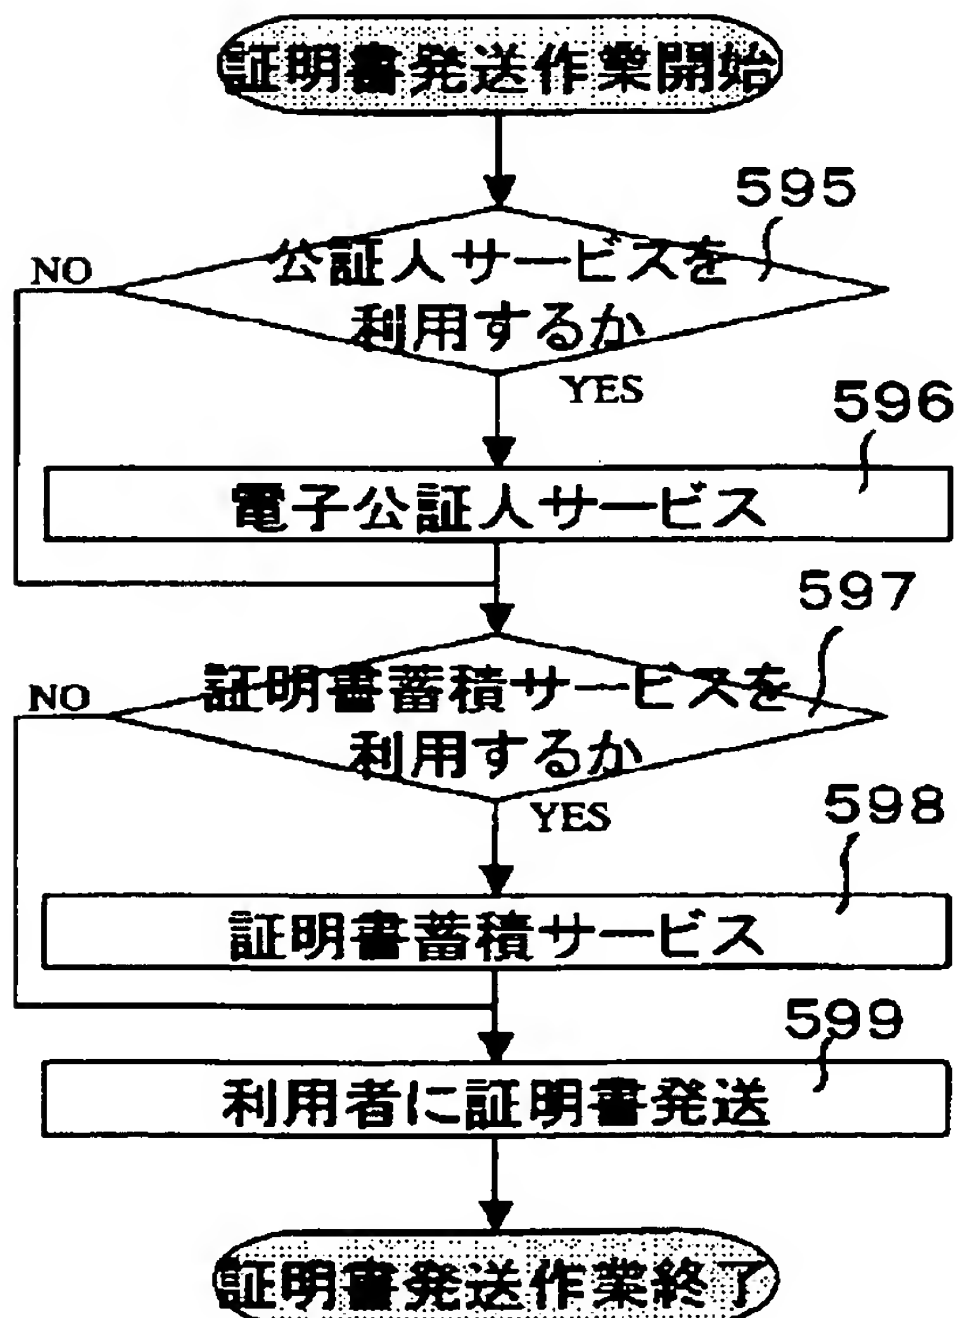 証明書発送作業開始
595
NO
公証人サービスを
利用するか
YES
596
電子公証人サービス
597
NO
証明書蓄積サービスを
利用するか
YES
598
証明書蓄積サービス
599
利用者に証明書発送
証明書発送作業終了